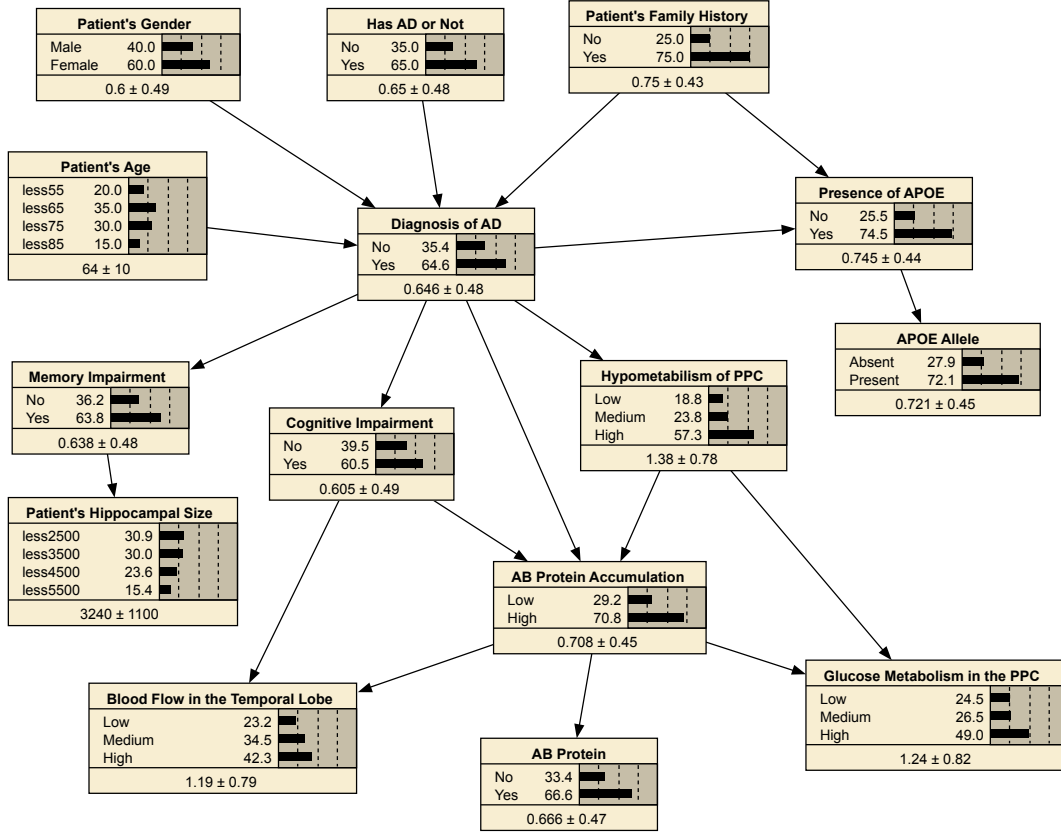 Patient's Gender
Male 40.0
Female 60.0
0.6 ± 0.49
Has AD or Not
No 35.0
Yes 65.0
0.65 ± 0.48
Patient's Family History
No 25.0
Yes 75.0
0.75 ± 0.43
Patient's Age
less55 20.0
less65 35.0
less75 30.0
less85 15.0
64 ± 10
Diagnosis of AD
No 35.4
Yes 64.6
0.646 ± 0.48
Presence of APOE
No 25.5
Yes 74.5
0.745 ± 0.44
APOE Allele
Absent 27.9
Present 72.1
0.721 ± 0.45
Memory Impairment
No 36.2
Yes 63.8
0.638 ± 0.48
Cognitive Impairment
No 39.5
Yes 60.5
0.605 ± 0.49
Hypometabilism of PPC
Low 18.8
Medium 23.8
High 57.3
1.38 ± 0.78
Patient's Hippocampal Size
less2500 30.9
less3500 30.0
less4500 23.6
less5500 15.4
3240 ± 1100
AB Protein Accumulation
Low 29.2
High 70.8
0.708 ± 0.45
Blood Flow in the Temporal Lobe
Low 23.2
Medium 34.5
High 42.3
1.19 ± 0.79
AB Protein
No 33.4
Yes 66.6
0.666 ± 0.47
Glucose Metabolism in the PPC
Low 24.5
Medium 26.5
High 49.0
1.24 ± 0.82